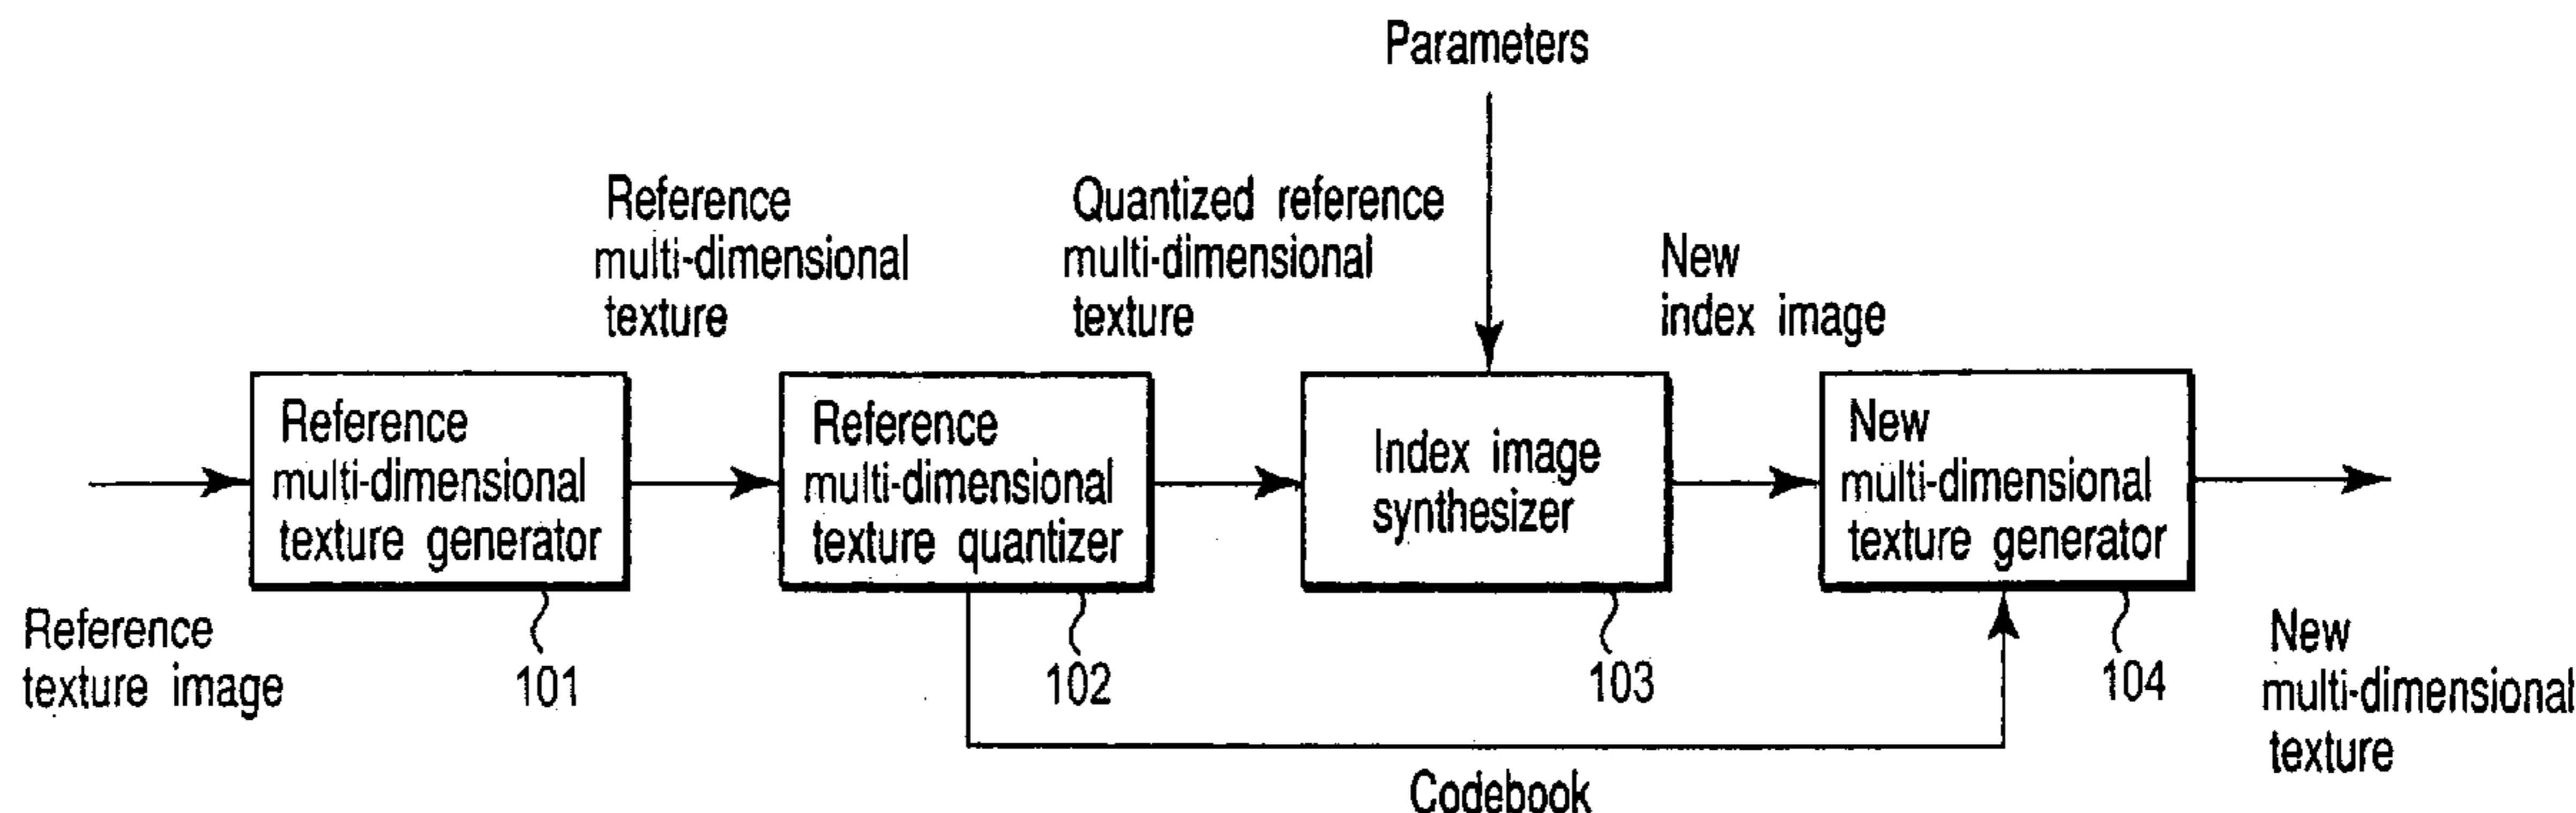 Parameters
Reference
multi-dimensional
texture
Quantized reference
multi-dimensional
texture
New
index image
Reference
multi-dimensional
texture generator
Reference
multi-dimensional
texture quantizer
Index image
synthesizer
New
multi-dimensional
texture generator
Reference
texture image
101
102
103
104
New
multi-dimensional
texture
Codebook